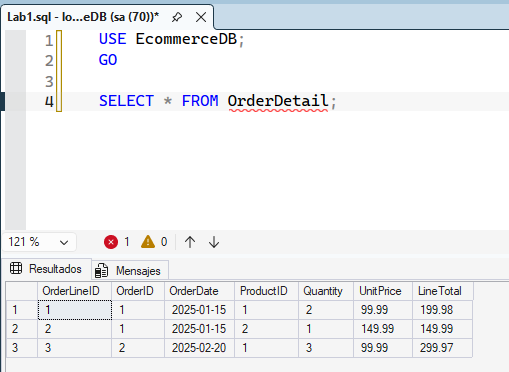 Lab1.sql - lo...eDB (sa (70))*
1 USE EcommerceDB;
2 GO
3
4 SELECT * FROM OrderDetail;
121 % 1 0
Resultados Mensajes
OrderLineID OrderID OrderDate ProductID Quantity UnitPrice LineTotal
1 1 1 2025-01-15 1 2 99.99 199.98
2 2 1 2025-01-15 2 1 149.99 149.99
3 3 2 2025-02-20 1 3 99.99 299.97